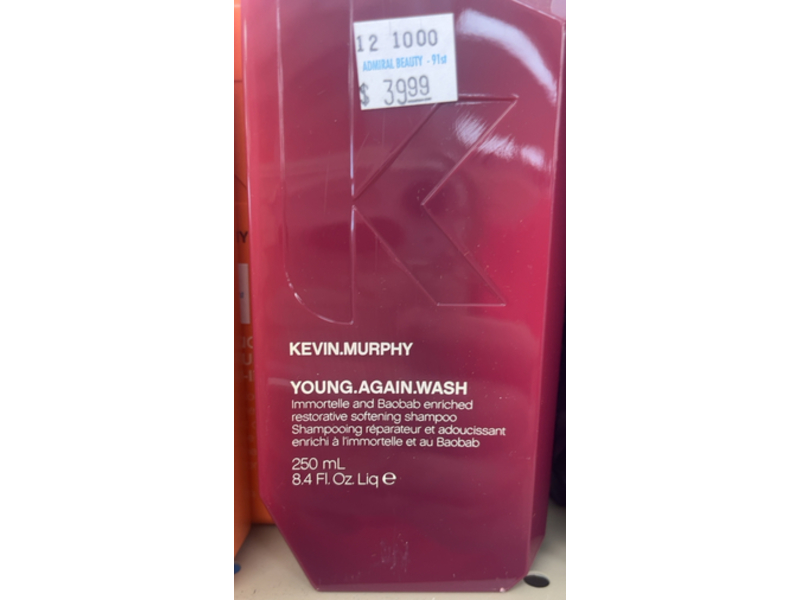 12 1000
ADMIRAL BEAUTY - 91st
$ 39.99
K
KEVIN.MURPHY
YOUNG.AGAIN.WASH
Immortelle and Baobab enriched
restorative softening shampoo
Shampooing réparateur et adoucissant
enrichi à l'immortelle et au Baobab
250 mL
8.4 Fl. Oz. Liq ℮